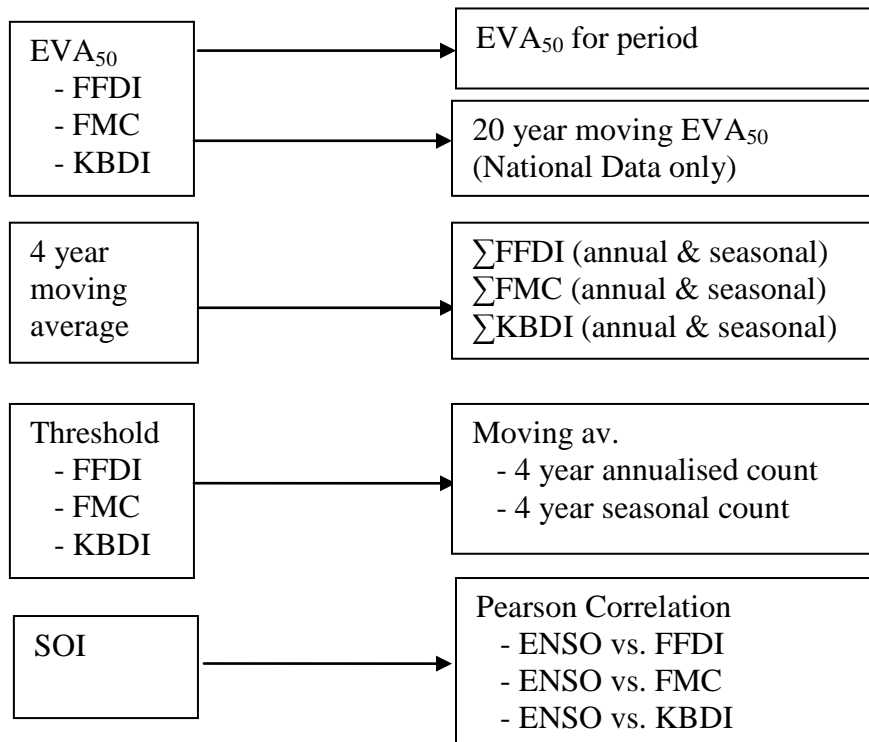 EVA₅₀
- FFDI
- FMC
- KBDI
EVA₅₀ for period
20 year moving EVA₅₀
(National Data only)
4 year
moving
average
∑FFDI (annual & seasonal)
∑FMC (annual & seasonal)
∑KBDI (annual & seasonal)
Threshold
- FFDI
- FMC
- KBDI
Moving av.
- 4 year annualised count
- 4 year seasonal count
SOI
Pearson Correlation
- ENSO vs. FFDI
- ENSO vs. FMC
- ENSO vs. KBDI